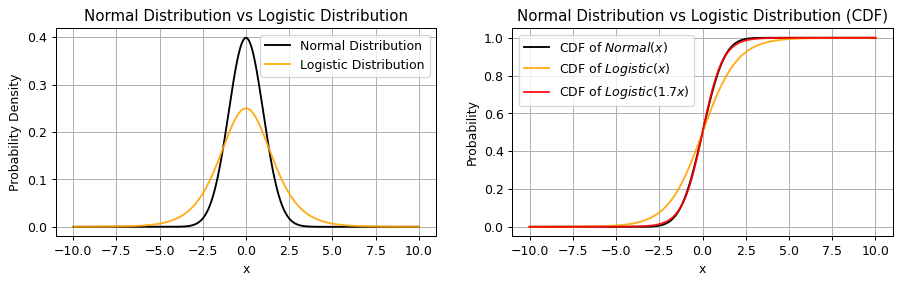 Normal Distribution vs Logistic Distribution
Probability Density
0.4
0.3
0.2
0.1
0.0
Normal Distribution
Logistic Distribution
−10.0 −7.5 −5.0 −2.5 0.0 2.5 5.0 7.5 10.0
x
Normal Distribution vs Logistic Distribution (CDF)
Probability
1.0
0.8
0.6
0.4
0.2
0.0
CDF of Normal(x)
CDF of Logistic(x)
CDF of Logistic(1.7x)
−10.0 −7.5 −5.0 −2.5 0.0 2.5 5.0 7.5 10.0
x